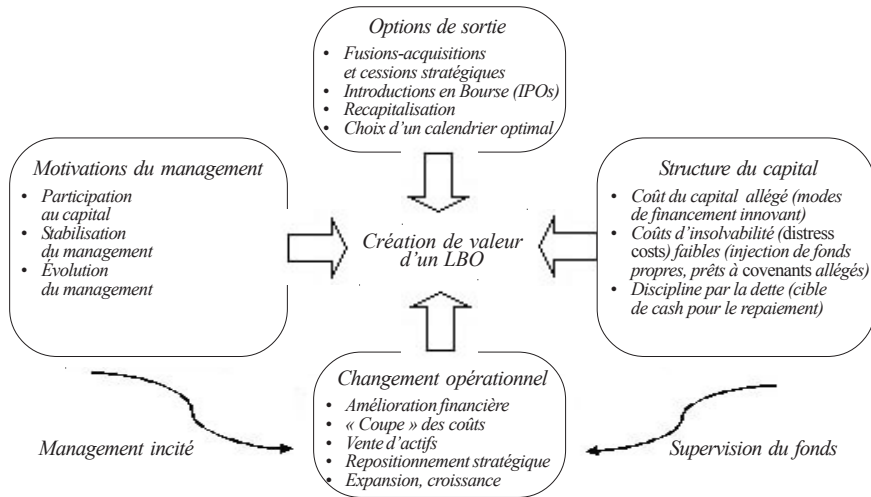 Options de sortie
• Fusions-acquisitions
et cessions stratégiques
• Introductions en Bourse (IPOs)
• Recapitalisation
• Choix d'un calendrier optimal
Motivations du management
• Participation
au capital
• Stabilisation
du management
• Évolution
du management
Création de valeur
d'un LBO
Structure du capital
• Coût du capital allégé (modes
de financement innovant)
• Coûts d'insolvabilité (distress
costs) faibles (injection de fonds
propres, prêts à covenants allégés)
• Discipline par la dette (cible
de cash pour le repaiement)
Changement opérationnel
• Amélioration financière
• « Coupe » des coûts
• Vente d'actifs
• Repositionnement stratégique
• Expansion, croissance
Management incité
Supervision du fonds